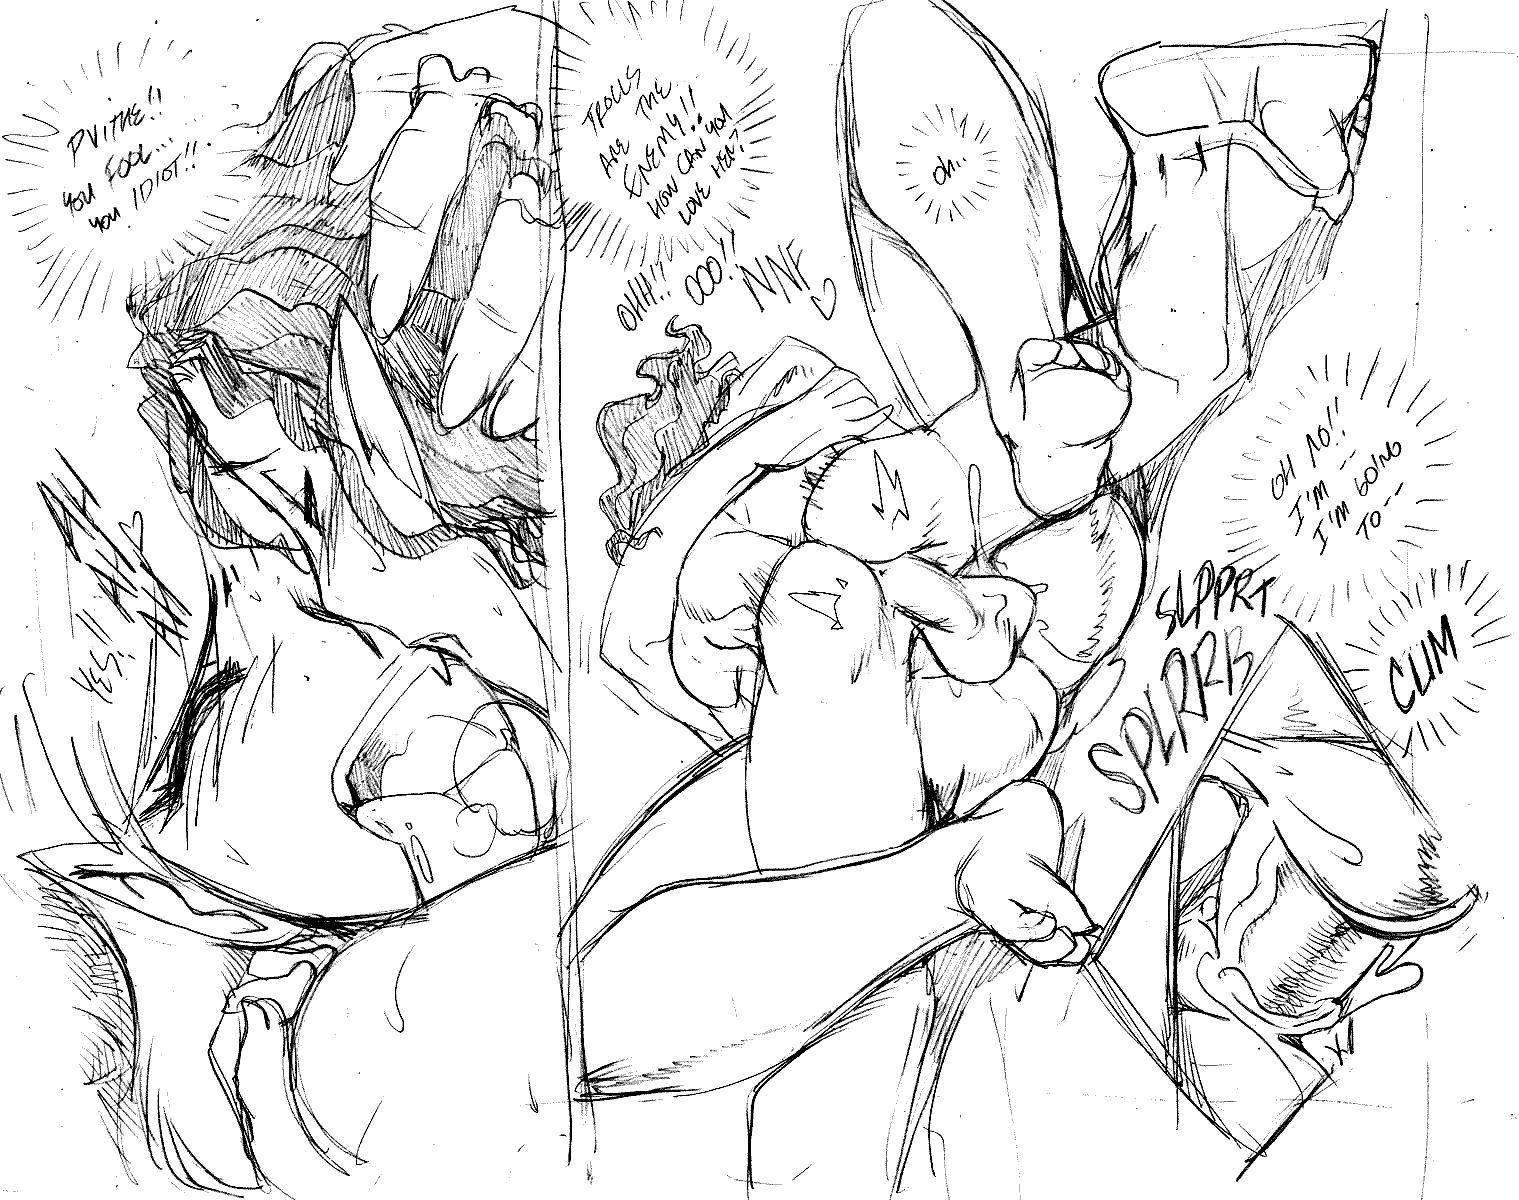 PVITHE!!
YOU FOOL...
YOU IDIOT!!
TROLLS
ARE THE
ENEMY!!
HOW CAN YOU
LOVE HER?
OHH!! OOO!! NNF♡
OH..
AH
AH
AH♡
YES!!
OH NO!!
I'M --
I'M GOING
TO--
SLPPRT
SPLRRB
CUM